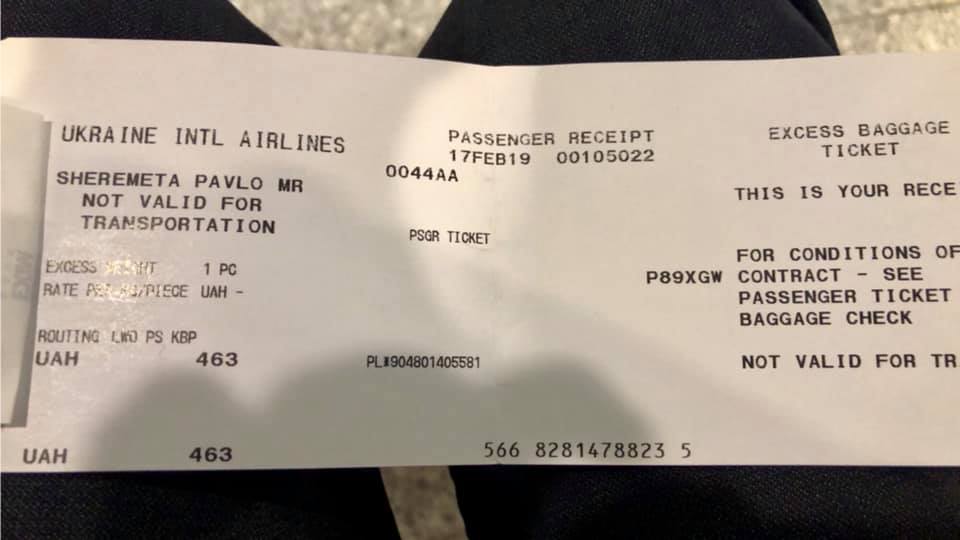 UKRAINE INTL AIRLINES
PASSENGER RECEIPT
EXCESS BAGGAGE
17FEB19 00105022
TICKET
0044AA
SHEREMETA PAVLO MR
THIS IS YOUR RECE
NOT VALID FOR
TRANSPORTATION
PSGR TICKET
FOR CONDITIONS OF
EXCESS 1 PC
P89XGW CONTRACT - SEE
RATE UAH -
PASSENGER TICKET
BAGGAGE CHECK
ROUTING LWO PS KBP
UAH 463
PL*904801405581
NOT VALID FOR TR
UAH 463
566 8281478823 5